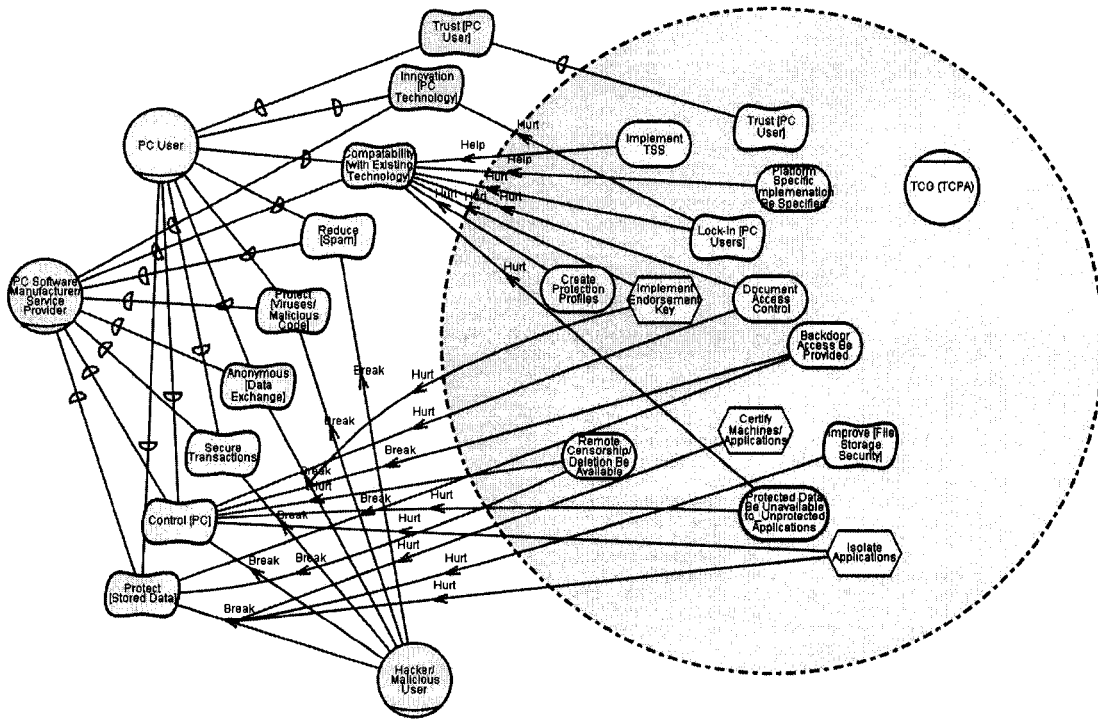 Trust [PC
User]
Innovation [PC
Technology]
PC User
Hurt
Implement
TSS
Trust [PC
User]
Compatability
[with Existing
Technology]
Help
Help
Hurt
Hurt
Hurt
Hurt
Platform
Specific
Implemenation
Be Specified
TCG (TCPA)
Reduce
[Spam]
Lock-In [PC
Users]
Hurt
PC Software
Manufacturer/
Service
Provider
Protect
[Viruses/
Malicious
Code]
Create
Protection
Profiles
Implement
Endorsement
Key
Document
Access
Control
Backdoor
Access Be
Provided
Anonymous
[Data
Exchange]
Break
Hurt
Hurt
Break
Secure
Transactions
Certify
Machines/
Applications
Improve [File
Storage
Security]
Remote
Censorship/
Deletion Be
Available
Break
Break
Hurt
Break
Hurt
Control [PC]
Break
Hurt
Protected Data
Be Unavailable
to Unprotected
Applications
Isolate
Applications
Break
Break
Hurt
Hurt
Hurt
Protect
[Stored Data]
Break
Hacker/
Malicious
User